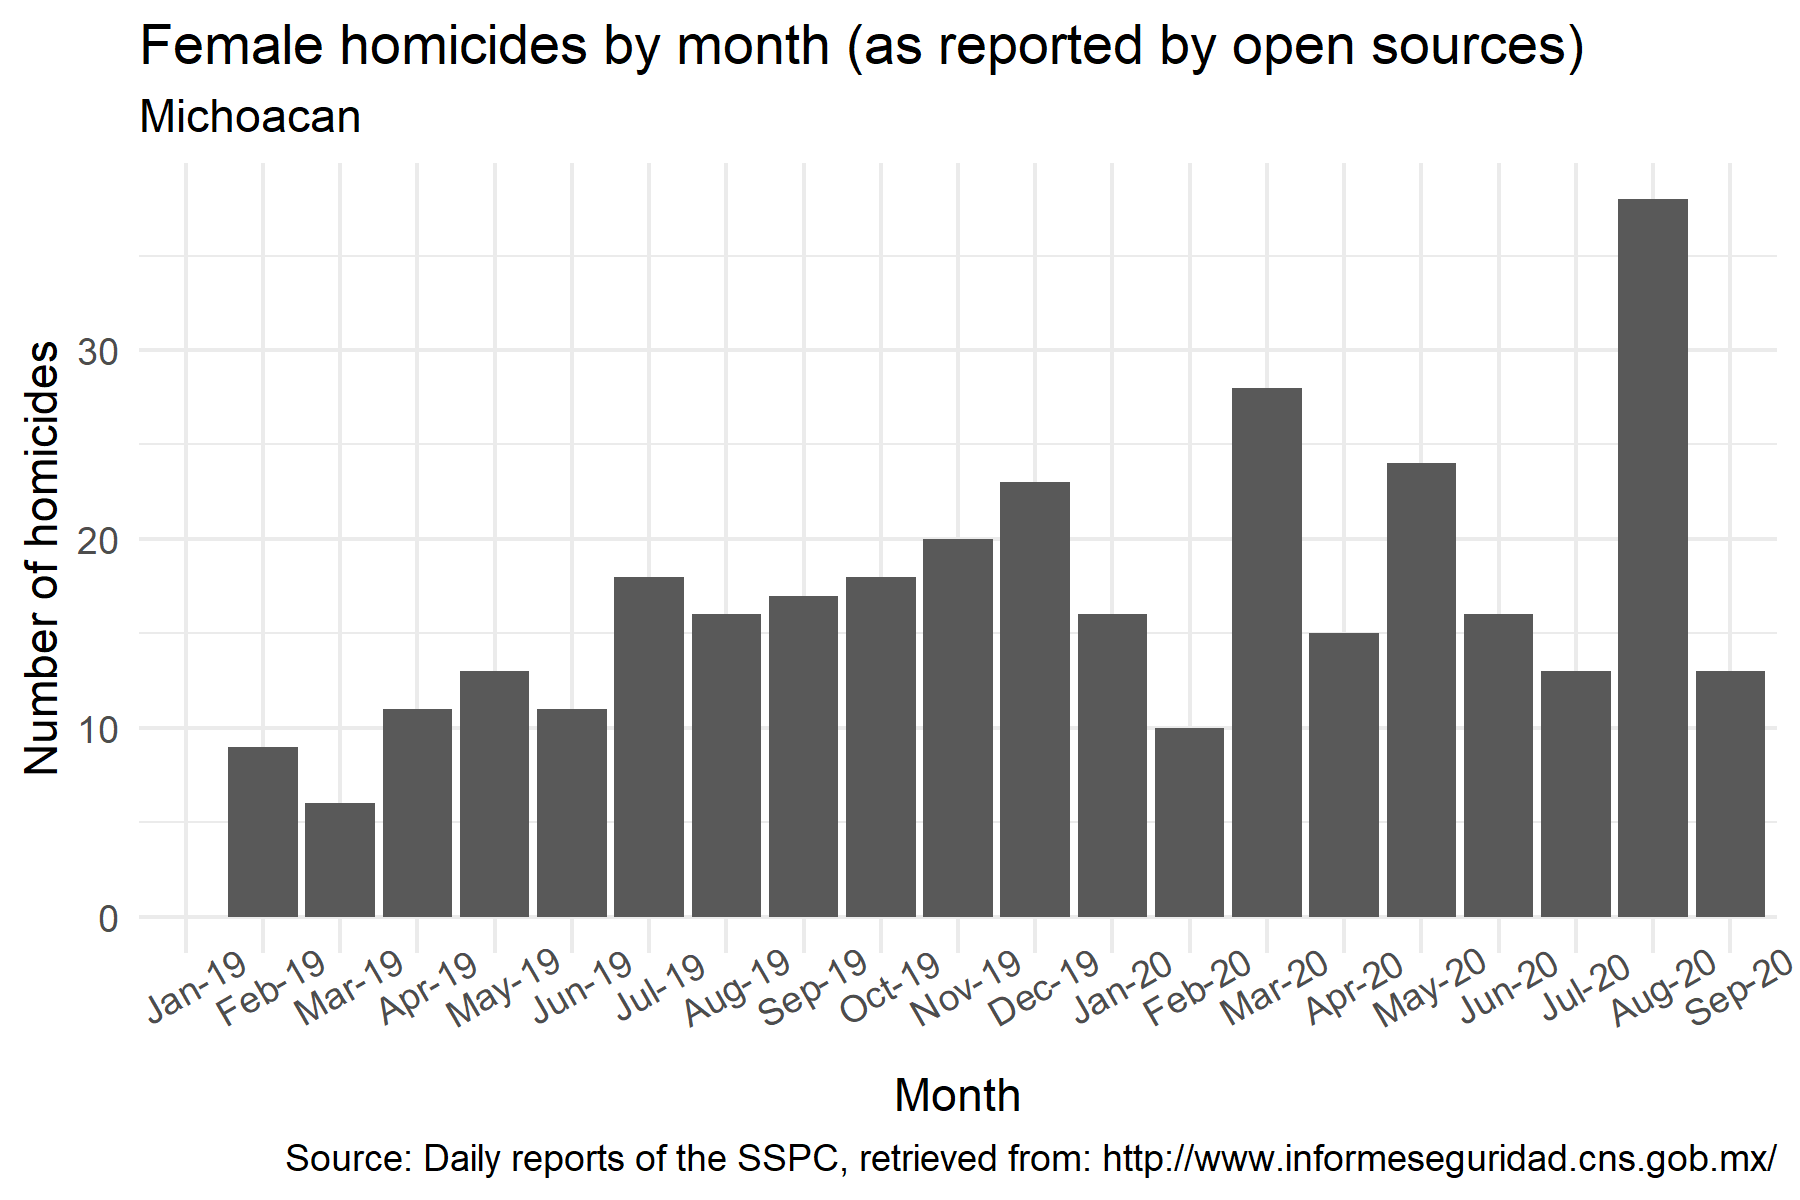 Female homicides by month (as reported by open sources)
Michoacan
Number of homicides
30
20
10
0
Jan-19
Feb-19
Mar-19
Apr-19
May-19
Jun-19
Jul-19
Aug-19
Sep-19
Oct-19
Nov-19
Dec-19
Jan-20
Feb-20
Mar-20
Apr-20
May-20
Jun-20
Jul-20
Aug-20
Sep-20
Month
Source: Daily reports of the SSPC, retrieved from: http://www.informeseguridad.cns.gob.mx/